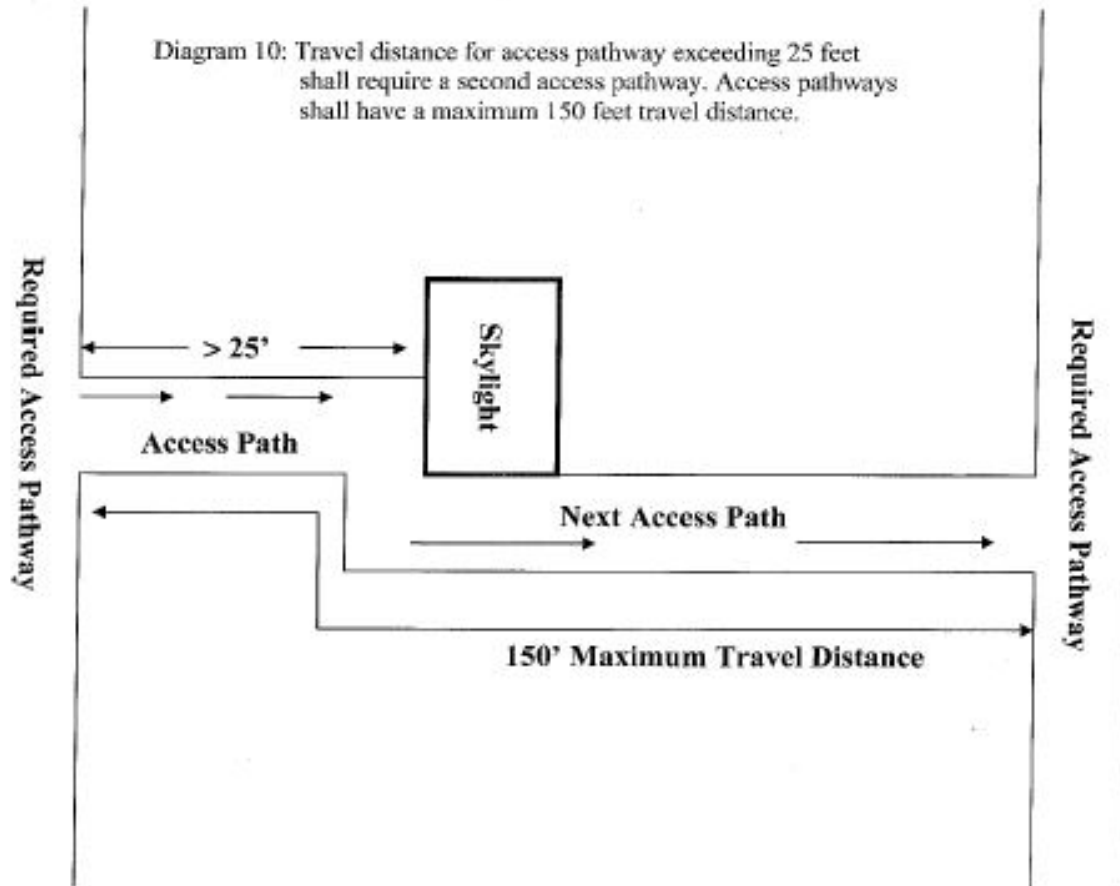 Diagram 10: Travel distance for access pathway exceeding 25 feet
shall require a second access pathway. Access pathways
shall have a maximum 150 feet travel distance.
Required Access Pathway
> 25'
Skylight
Access Path
Next Access Path
150' Maximum Travel Distance
Required Access Pathway